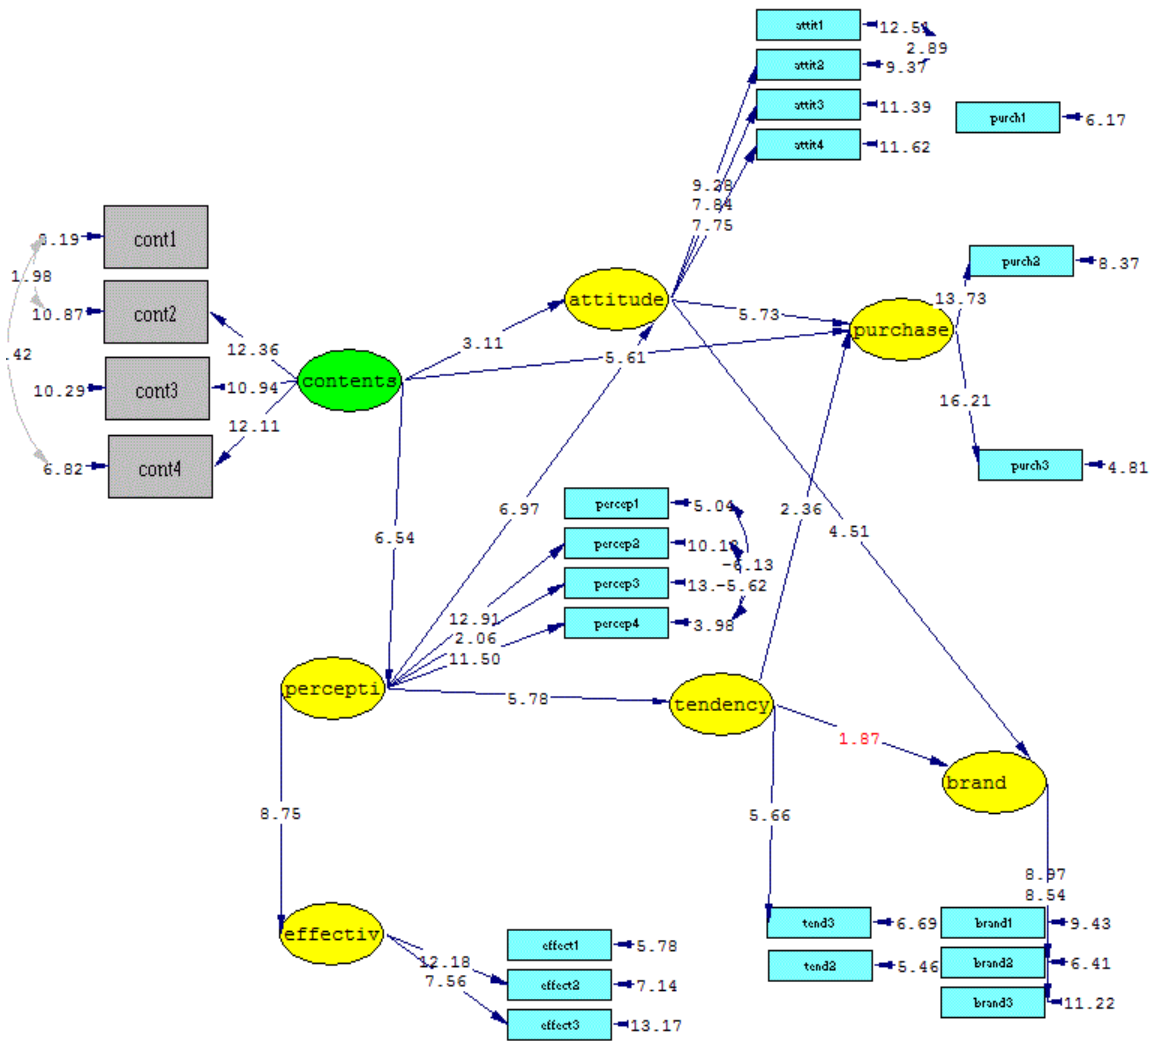 attit1 12.51
2.89
attit2 9.37
attit3 11.39
purch1 6.17
attit4 11.62
9.28
7.84
7.75
cont1
1.98
purch2 8.37
attitude
13.73
cont2 10.87
5.73
purchase
3.11
12.36
.42
5.61
contents
cont3 10.29
10.94
16.21
12.11
cont4 6.82
purch3 4.81
percep1 5.04
6.97
2.36
4.51
6.54
percep2
-6.13
percep3 13.
-5.62
12.91
percep4 3.98
2.06
11.50
percepti
5.78
tendency
1.87
brand
8.75
5.66
8.97
8.54
tend3 6.69
brand1 9.43
effectiv
effect1 5.78
12.18
tend2 5.46
brand2 6.41
7.56
effect2 7.14
brand3 11.22
effect3 13.17